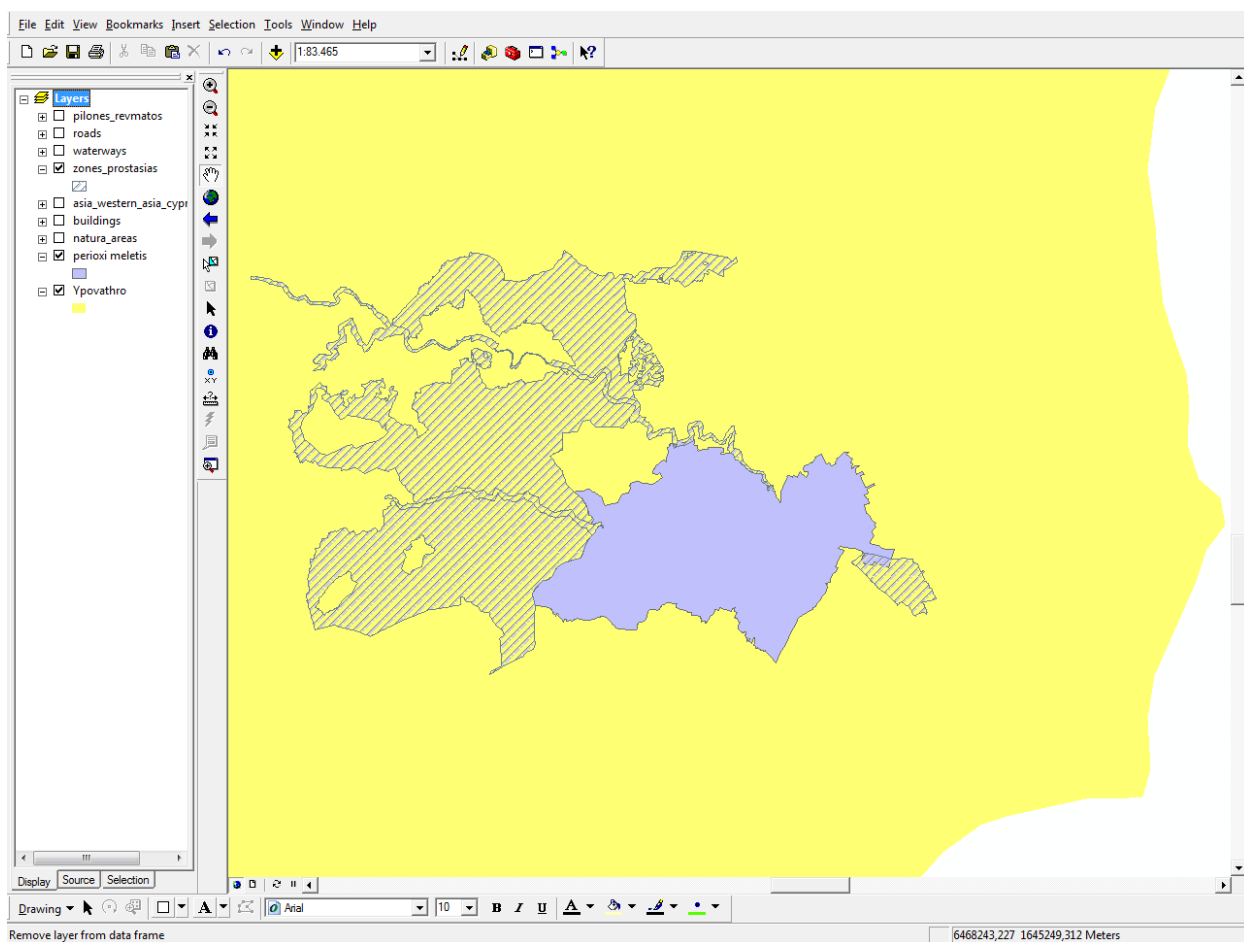 File Edit View Bookmarks Insert Selection Tools Window Help
1:83.465
Layers
pilones_revmatos
roads
waterways
zones_prostasias
asia_western_asia_cypr
buildings
natura_areas
perioxi meletis
Ypovathro
XY
Display Source Selection
Drawing A Arial 10 B I U A
Remove layer from data frame 6468243,227 1645249,312 Meters